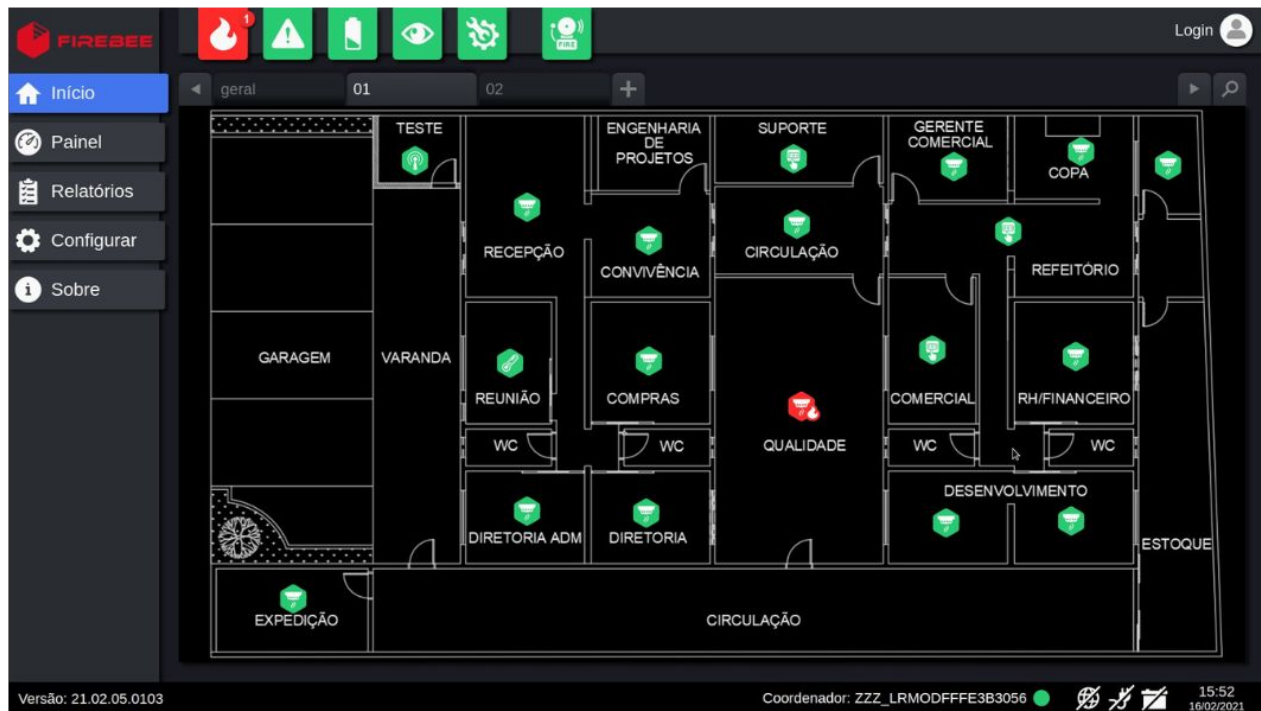 FIREBEE
1
FIRE
Login
Início
Painel
Relatórios
Configurar
Sobre
geral
01
02
TESTE
ENGENHARIA
DE
PROJETOS
SUPORTE
GERENTE
COMERCIAL
COPA
RECEPÇÃO
CONVIVÊNCIA
CIRCULAÇÃO
REFEITÓRIO
GARAGEM
VARANDA
REUNIÃO
COMPRAS
QUALIDADE
COMERCIAL
RH/FINANCEIRO
WC
WC
WC
WC
DESENVOLVIMENTO
DIRETORIA ADM
DIRETORIA
ESTOQUE
EXPEDIÇÃO
CIRCULAÇÃO
Versão: 21.02.05.0103
Coordenador: ZZZ_LRMODFFFE3B3056
15:52
16/02/2021